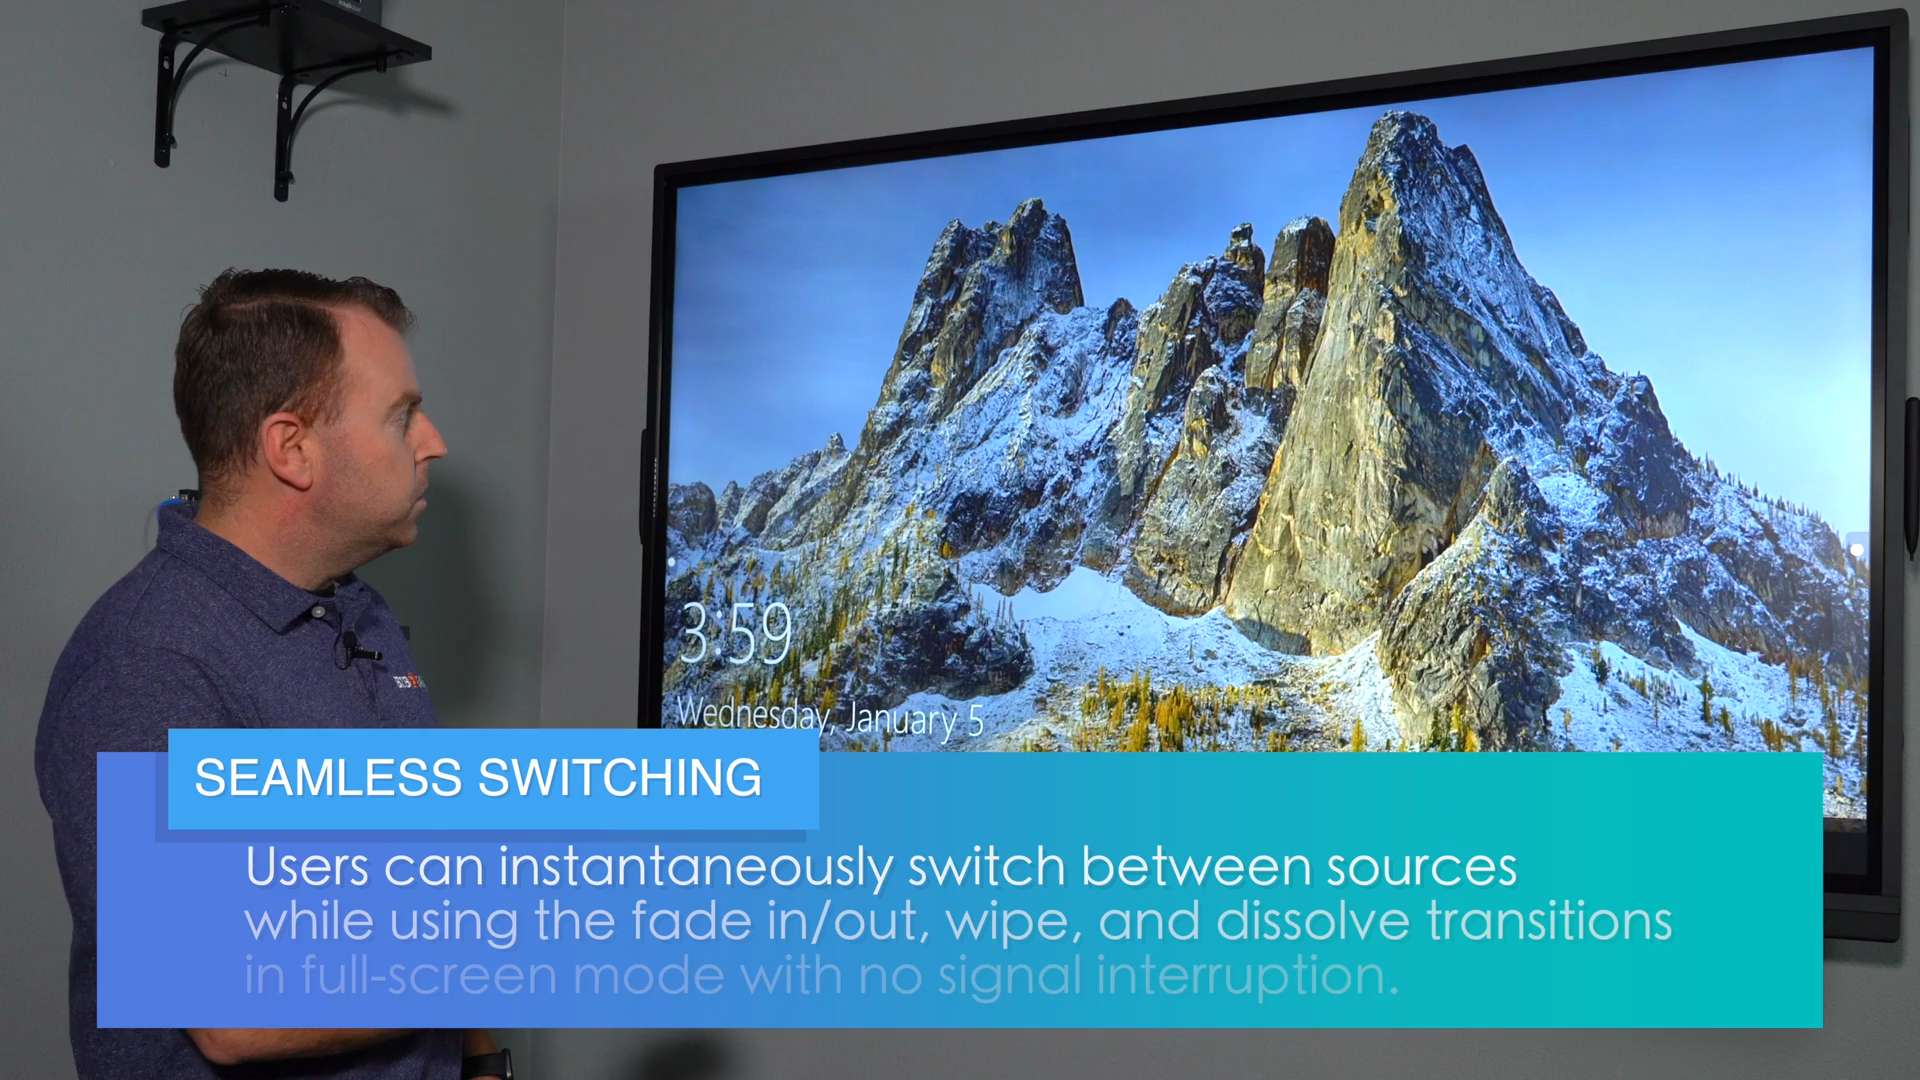 3:59
Wednesday, January 5
SEAMLESS SWITCHING
Users can instantaneously switch between sources
while using the fade in/out, wipe, and dissolve transitions
in full-screen mode with no signal interruption.